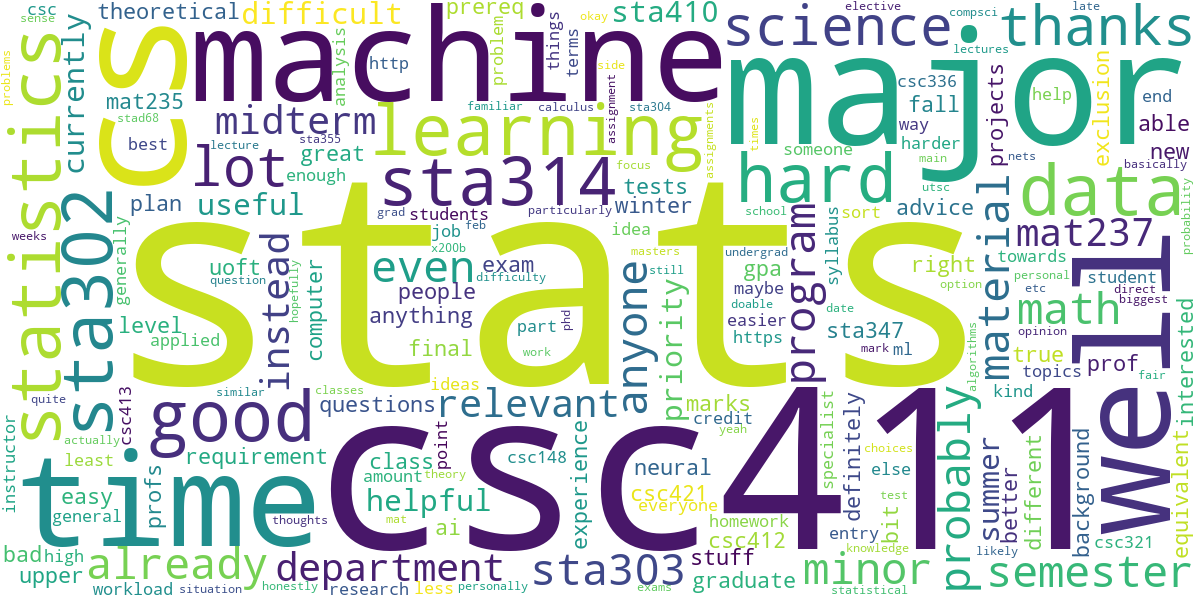 csc
sense
theoretical
difficult
prereq
sta410
okay
elective
compsci
late
science
thanks
problems
statistics
currently
cs
machine
http
analysis
problem
things
terms
side
major
lectures
csc336
fall
help
end
mat235
stad68
best
midterm
familiar
calculus
sta304
assignment
assignments
times
exclusion
projects
way
able
new
lecture
sta355
great
enough
learning
focus
someone
harder
main
nets
basically
lot
sta314
tests
winter
hard
utsc
data
probability
plan
useful
grad
students
particularly
school
syllabus
sort
advice
weeks
sta302
generally
uoft
question
hopefully
instead
computer
job
feb
x200b
idea
masters
undergrad
program
material
mat237
towards
stats
even
exam
difficulty
still
gpa
maybe
doable
easier
https
right
option
personal
student
etc
direct
biggest
interested
level
applied
people
anything
part
phd
work
anyone
priority
date
sta347
mark
ml
algorithms
math
opinion
true
topics
prof
fair
well
final
ideas
kind
quite
similar
classes
questions
relevant
marks
credit
yeah
specialist
probably
actually
csc413
good
time
instructor
least
profs
requirement
class
amount
theory
point
csc148
experience
neural
definitely
choices
else
summer
better
different
background
equivalent
easy
general
thoughts
mat
helpful
ai
csc411
csc421
everyone
homework
csc412
test
bit
entry
knowledge
likely
csc321
bad
high
upper
already
department
sta303
stuff
graduate
minor
semester
workload
situation
honestly
research
less
personally
exams
statistical